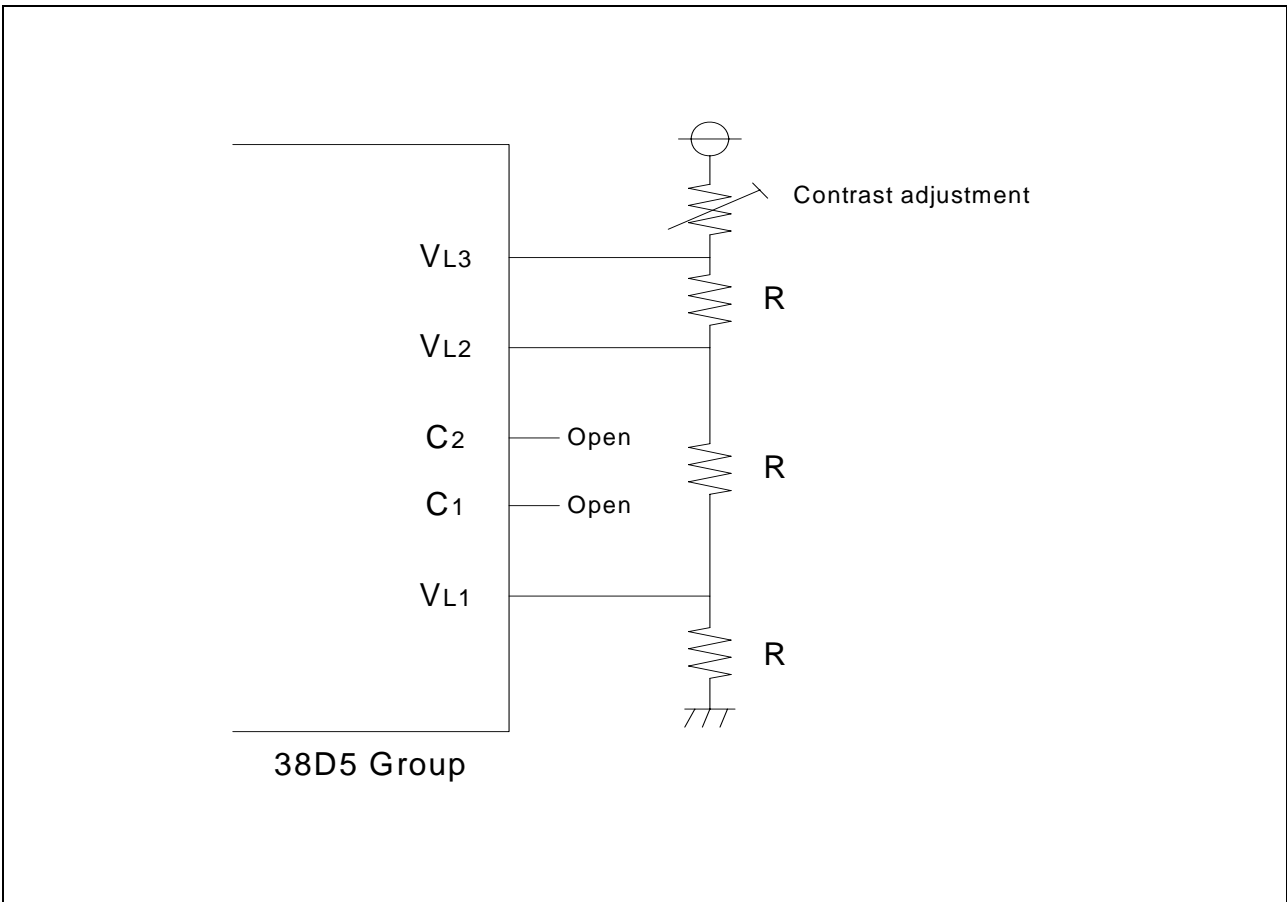 Contrast adjustment
VL3
R
VL2
C2
Open
R
C1
Open
VL1
R
38D5 Group